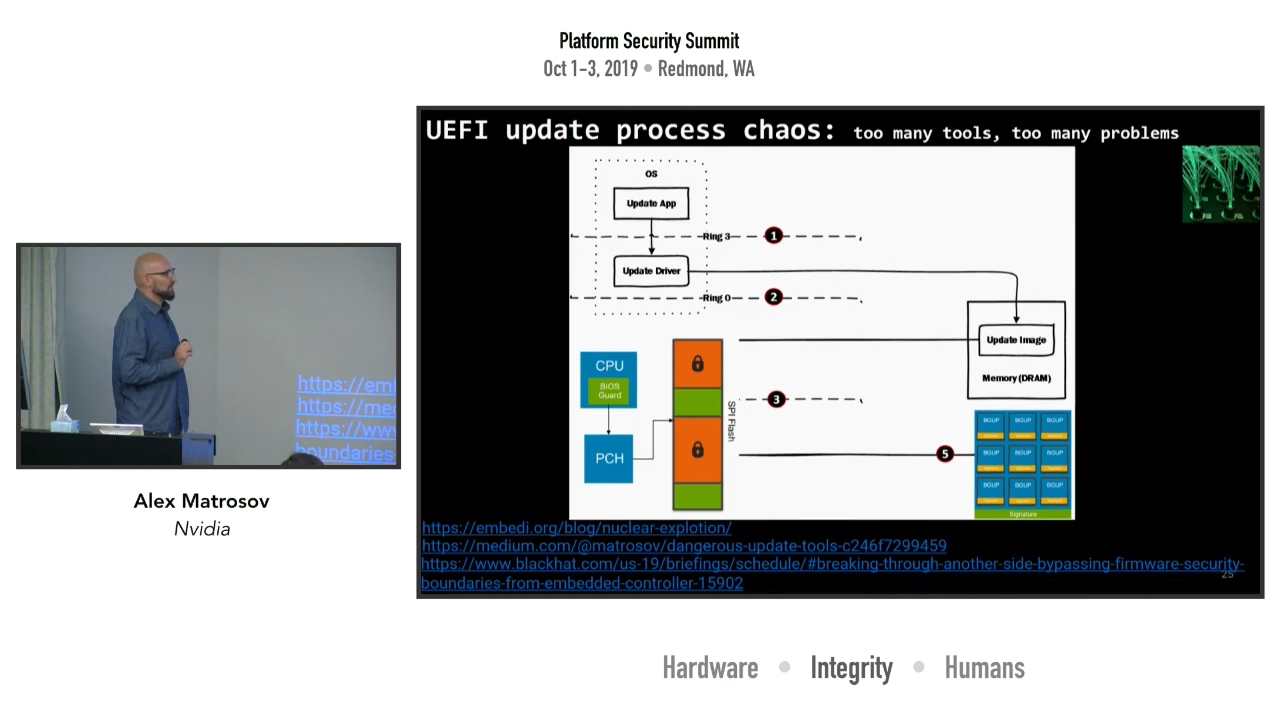 Platform Security Summit
Oct 1-3, 2019 • Redmond, WA
UEFI update process chaos: too many tools, too many problems
OS
Update App
Ring 3
1
Update Driver
Ring 0
2
Update Image
Memory (DRAM)
CPU
BIOS
Guard
PCH
SPI Flash
3
5
BGUP BGUP BGUP
BGUP BGUP BGUP
BGUP BGUP BGUP
Signature
https://embedi.org/blog/nuclear-explotion/
https://medium.com/@matrosov/dangerous-update-tools-c246f7299459
https://www.blackhat.com/us-19/briefings/schedule/#breaking-through-another-side-bypassing-firmware-security-
boundaries-from-embedded-controller-15902
25
https://em
https://me
https://ww
boundaries-
Alex Matrosov
Nvidia
Hardware • Integrity • Humans